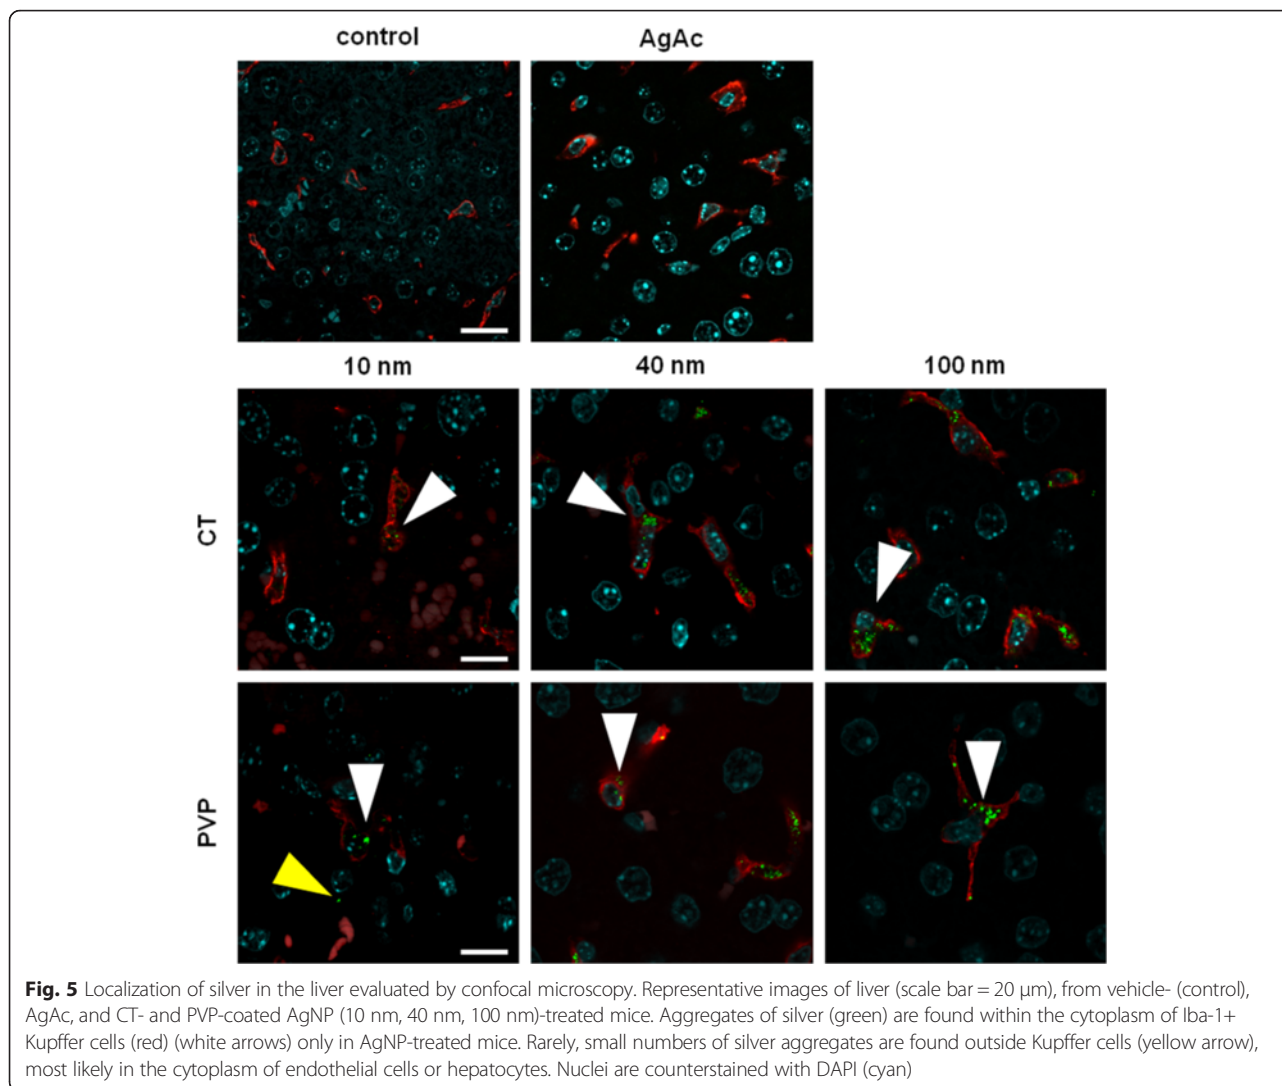 control AgAc
10 nm 40 nm 100 nm
CT
PVP
Fig. 5 Localization of silver in the liver evaluated by confocal microscopy. Representative images of liver (scale bar = 20 μm), from vehicle- (control),
AgAc, and CT- and PVP-coated AgNP (10 nm, 40 nm, 100 nm)-treated mice. Aggregates of silver (green) are found within the cytoplasm of Iba-1+
Kupffer cells (red) (white arrows) only in AgNP-treated mice. Rarely, small numbers of silver aggregates are found outside Kupffer cells (yellow arrow),
most likely in the cytoplasm of endothelial cells or hepatocytes. Nuclei are counterstained with DAPI (cyan)